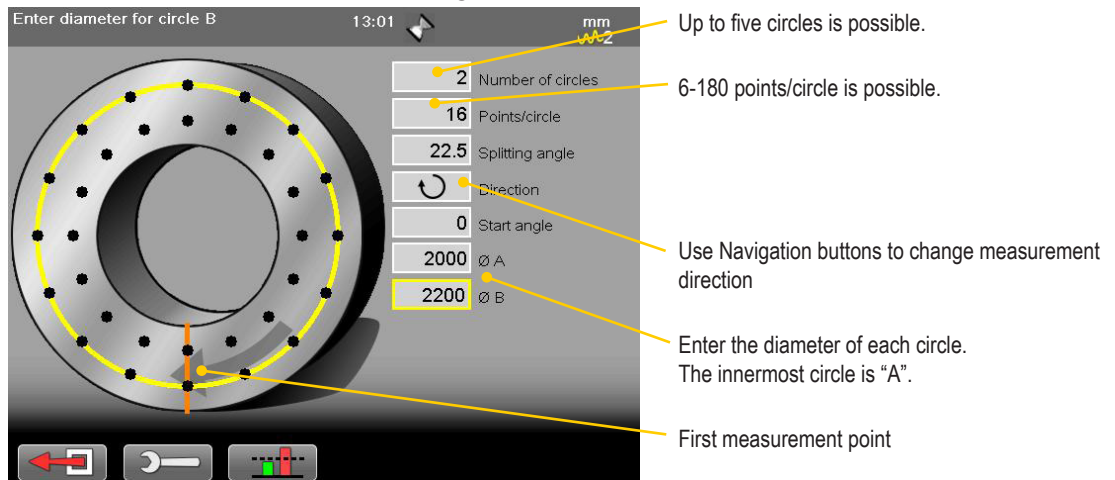 Enter diameter for circle B
13:01
mm
2
2 Number of circles
16 Points/circle
22.5 Splitting angle
Direction
0 Start angle
2000 Ø A
2200 Ø B
Up to five circles is possible.
6-180 points/circle is possible.
Use Navigation buttons to change measurement
direction
Enter the diameter of each circle.
The innermost circle is “A”.
First measurement point